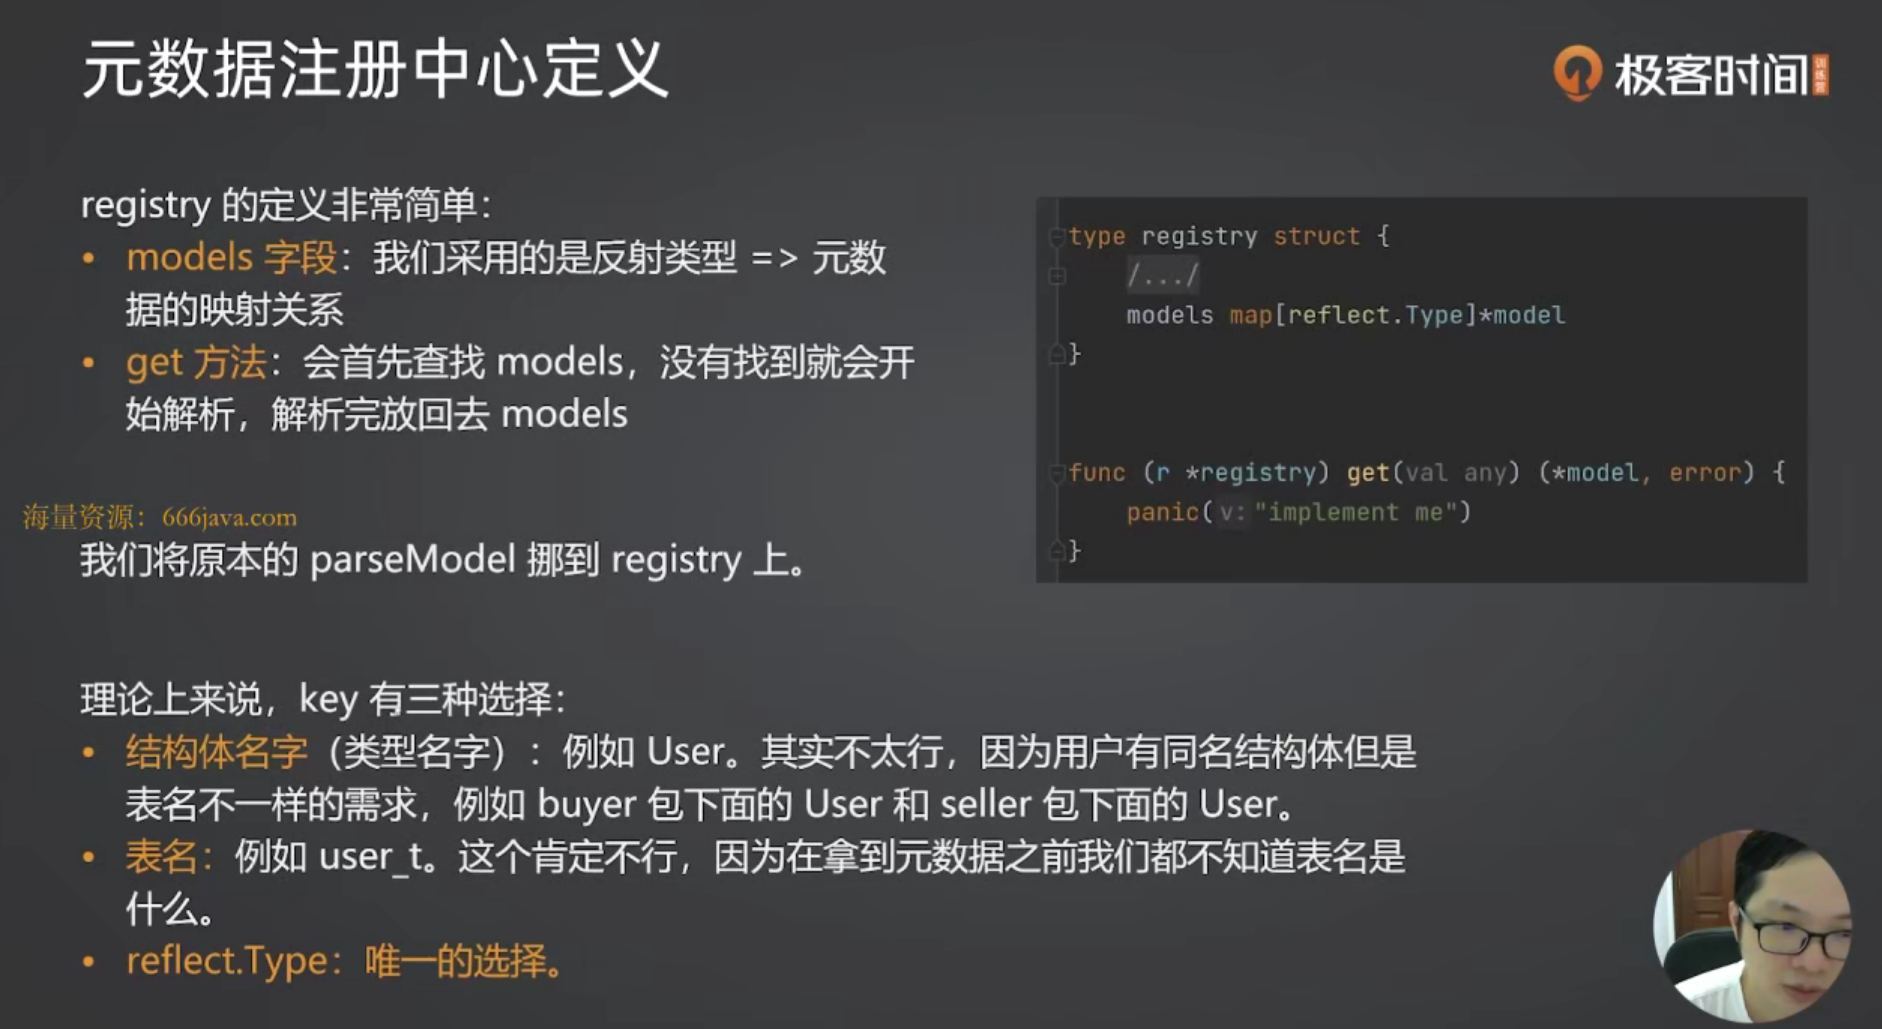 元数据注册中心定义
极客时间 训练营
registry 的定义非常简单：
• models 字段：我们采用的是反射类型 => 元数
据的映射关系
• get 方法：会首先查找 models，没有找到就会开
始解析，解析完放回去 models
海量资源：666java.com
我们将原本的 parseModel 挪到 registry 上。
type registry struct {
/.../
models map[reflect.Type]*model
}
func (r *registry) get(val any) (*model, error) {
panic( v: "implement me")
}
理论上来说，key 有三种选择：
• 结构体名字（类型名字）：例如 User。其实不太行，因为用户有同名结构体但是
表名不一样的需求，例如 buyer 包下面的 User 和 seller 包下面的 User。
• 表名：例如 user_t。这个肯定不行，因为在拿到元数据之前我们都不知道表名是
什么。
• reflect.Type：唯一的选择。